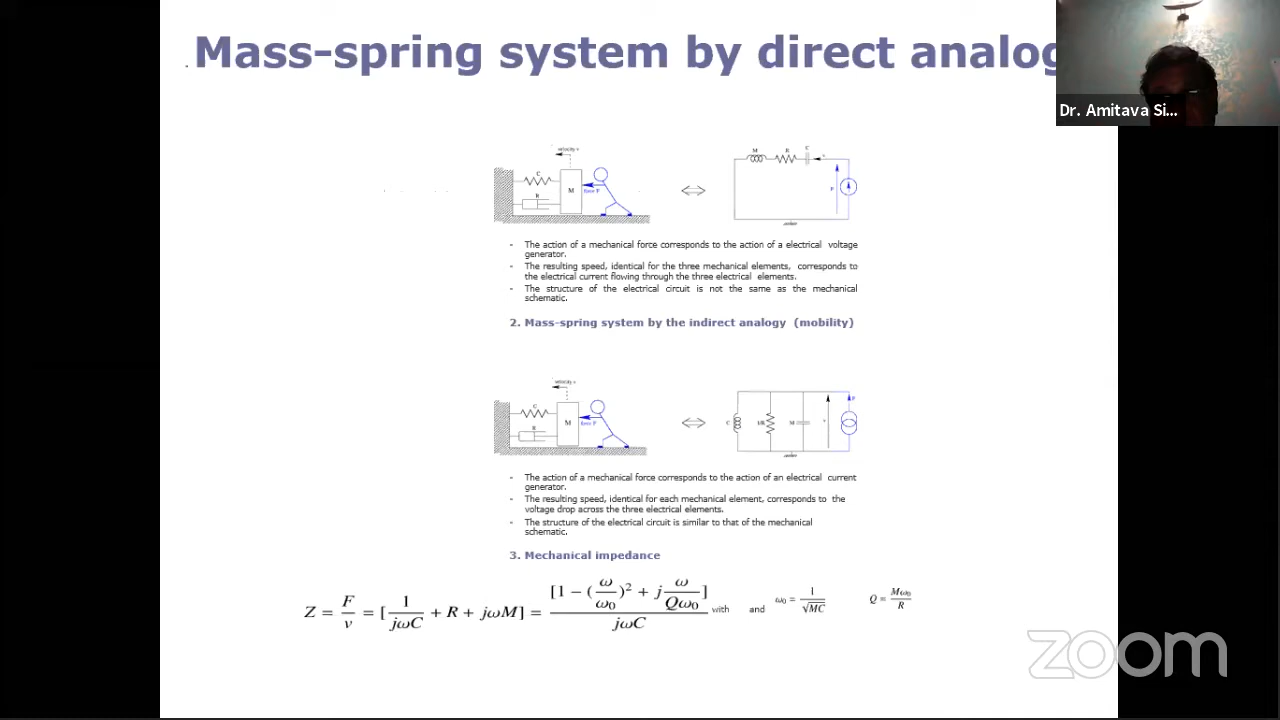 Mass-spring system by direct analog
Dr. Amitava Si...
velocity v
C
M
force F
R
M R C
v
F
- The action of a mechanical force corresponds to the action of a electrical voltage
generator.
- The resulting speed, identical for the three mechanical elements, corresponds to
the electrical current flowing through the three electrical elements.
- The structure of the electrical circuit is not the same as the mechanical
schematic.
2. Mass-spring system by the indirect analogy (mobility)
velocity v
C
M
force F
R
C 1/R M v
F
- The action of a mechanical force corresponds to the action of an electrical current
generator.
- The resulting speed, identical for each mechanical element, corresponds to the
voltage drop across the three electrical elements.
- The structure of the electrical circuit is similar to that of the mechanical
schematic.
3. Mechanical impedance
Z = F/v = [1/jωC + R + jωM] = [1 − (ω/ω₀)² + j ω/Qω₀]/jωC with and ω₀ = 1/√MC Q = Mω₀/R
zoom